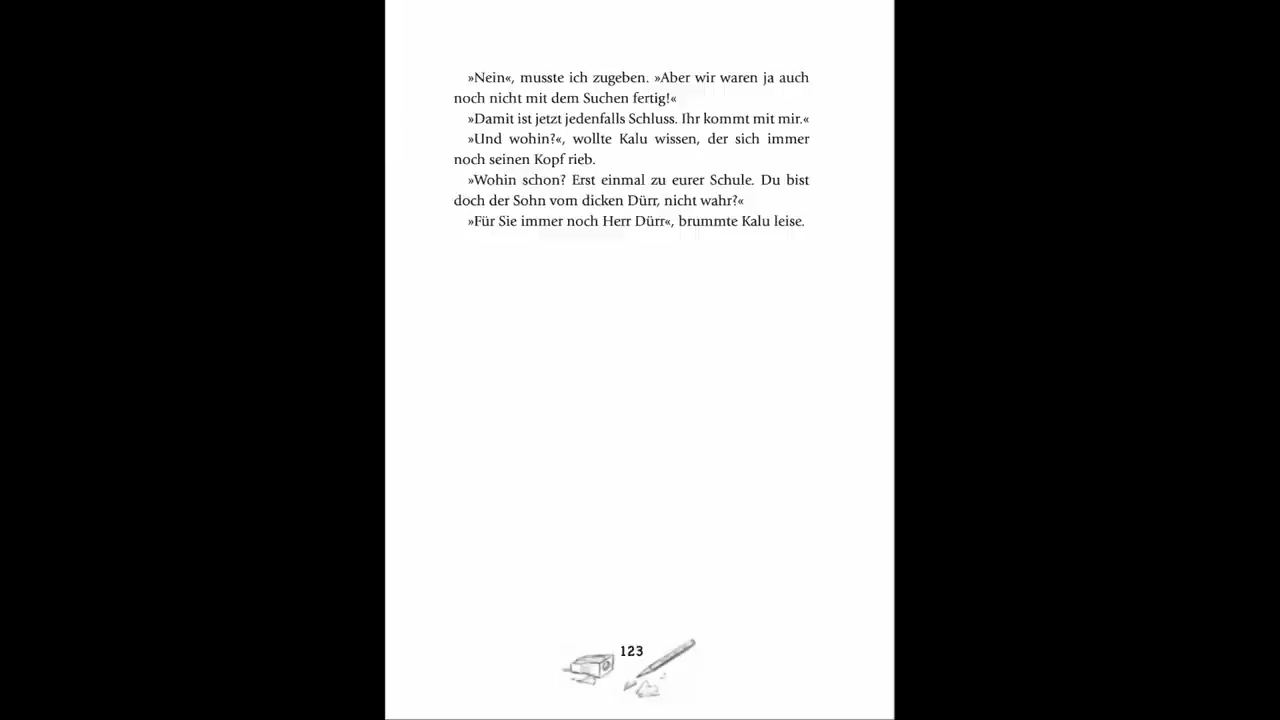 »Nein«, musste ich zugeben. »Aber wir waren ja auch
noch nicht mit dem Suchen fertig!«
»Damit ist jetzt jedenfalls Schluss. Ihr kommt mit mir.«
»Und wohin?«, wollte Kalu wissen, der sich immer
noch seinen Kopf rieb.
»Wohin schon? Erst einmal zu eurer Schule. Du bist
doch der Sohn vom dicken Dürr, nicht wahr?«
»Für Sie immer noch Herr Dürr«, brummte Kalu leise.
123